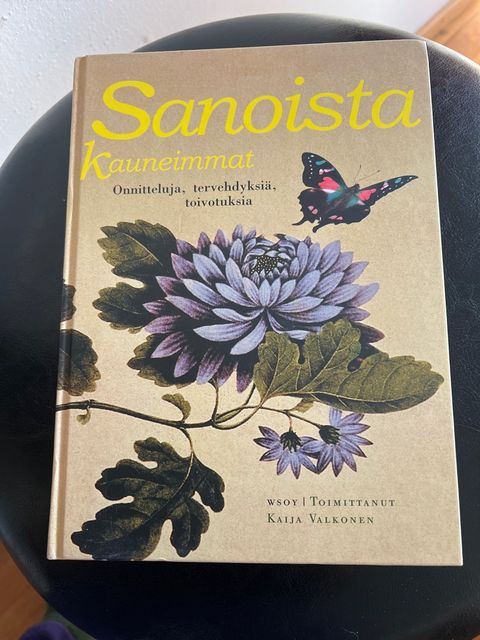 Sanoista
kauneimmat
Onnitteluja, tervehdyksiä,
toivotuksia
WSOY | Toimittanut
Kaija Valkonen